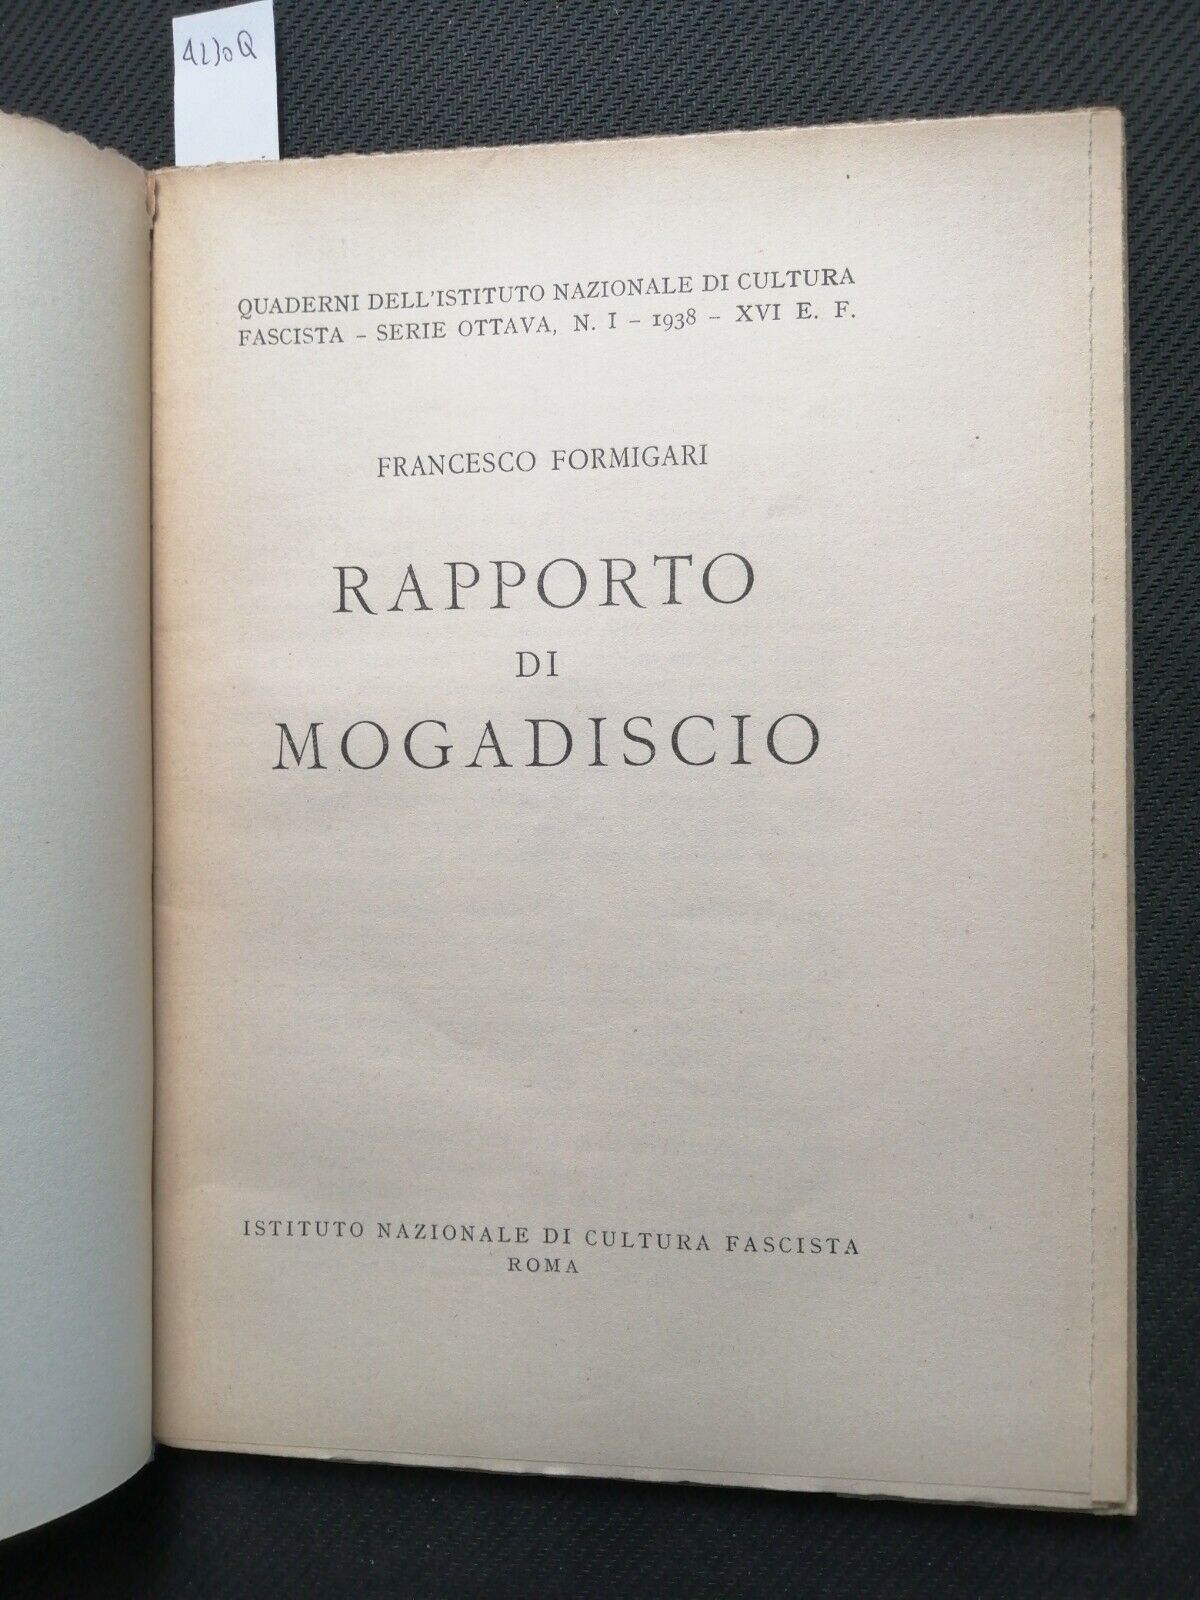 4230Q
QUADERNI DELL'ISTITUTO NAZIONALE DI CULTURA
FASCISTA – SERIE OTTAVA, N. I – 1938 – XVI E. F.
FRANCESCO FORMIGARI
RAPPORTO
DI
MOGADISCIO
ISTITUTO NAZIONALE DI CULTURA FASCISTA
ROMA